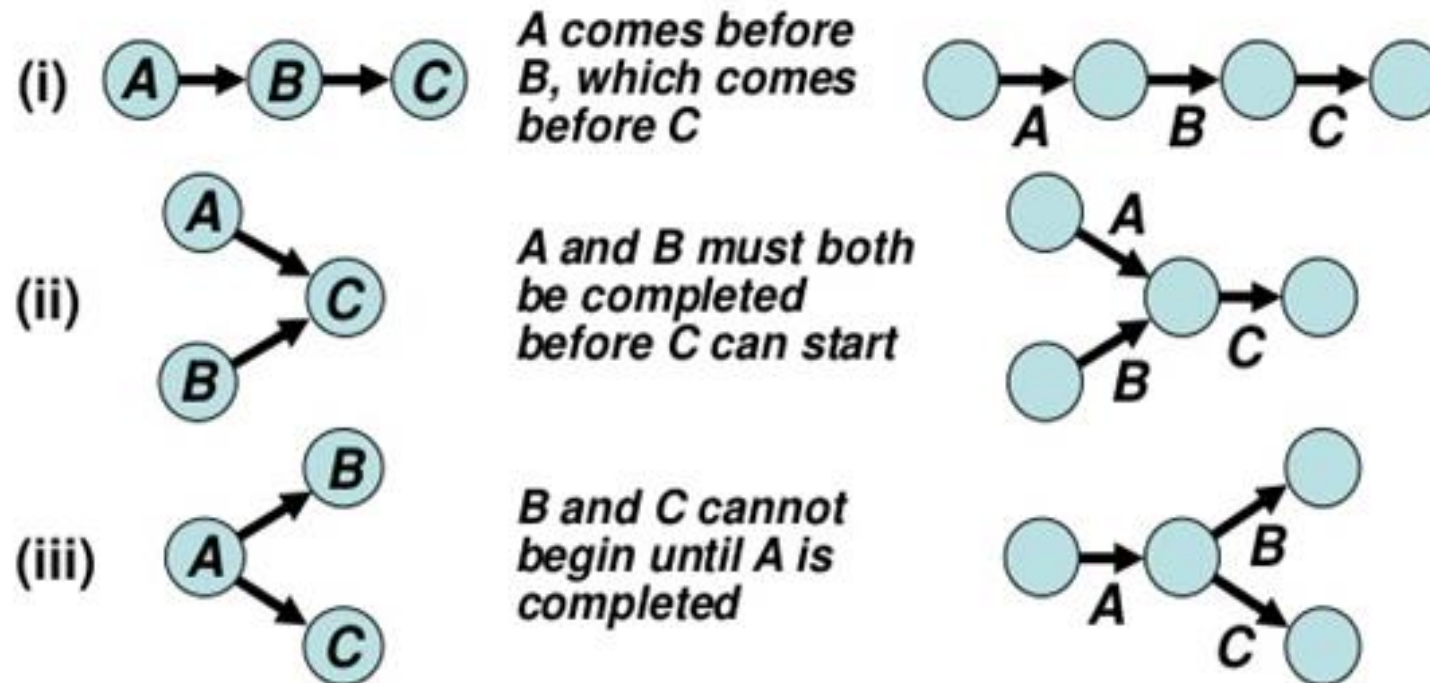 (i) A B C
A comes before
B, which comes
before C
A B C
(ii) A
B
C
A and B must both
be completed
before C can start
A
B
C
(iii) A
B
C
B and C cannot
begin until A is
completed
A
B
C